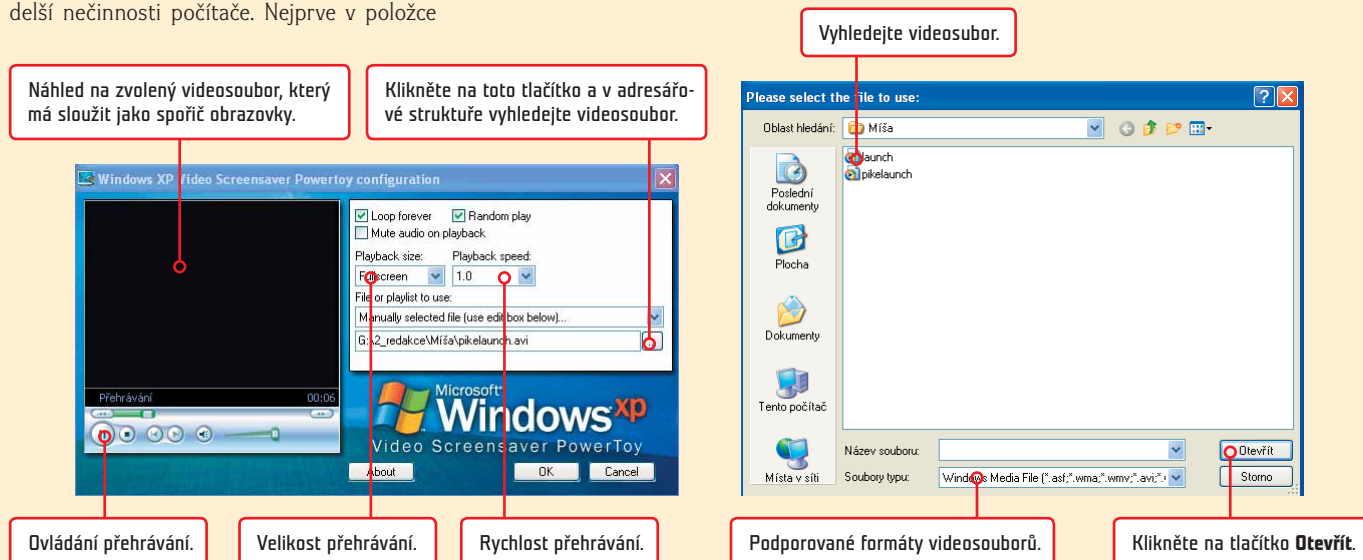 delší nečinnosti počítače. Nejprve v položce
Vyhledejte videosubor.
Náhled na zvolený videosoubor, který
má sloužit jako spořič obrazovky.
Klikněte na toto tlačítko a v adresářo-
vé struktuře vyhledejte videosoubor.
Windows XP Video Screensaver Powertoy configuration
Loop forever Random play
Mute audio on playback
Playback size: Playback speed:
Fullscreen 1.0
File or playlist to use:
Manually selected file (use edit box below)...
G:\2_redakce\Míša\pikelaunch.avi
Přehrávání 00:06
Microsoft
Windows xp
Video Screensaver PowerToy
About OK Cancel
Please select the file to use:
Oblast hledání: Míša
launch
pikelaunch
Poslední
dokumenty
Plocha
Dokumenty
Tento počítač
Místa v síti
Název souboru: Otevřít
Soubory typu: Windows Media File (*.asf;*.wma;*.wmv;*.avi;*. Storno
Ovládání přehrávání.
Velikost přehrávání.
Rychlost přehrávání.
Podporované formáty videosouborů.
Klikněte na tlačítko Otevřít.